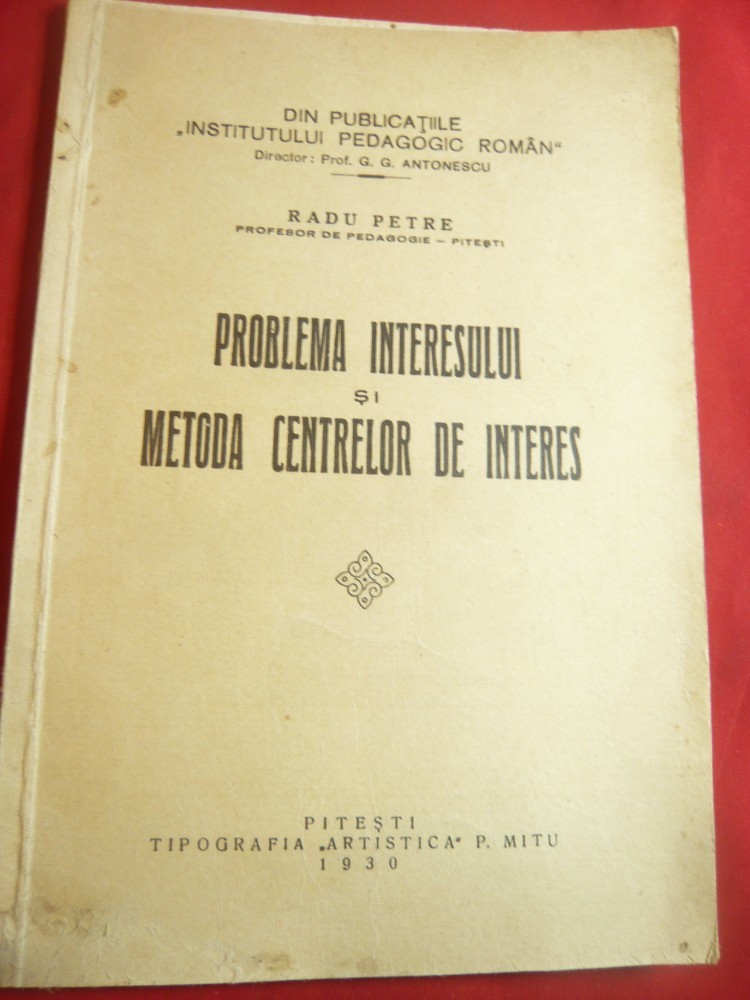 DIN PUBLICAŢIILE
„INSTITUTULUI PEDAGOGIC ROMÂN“
Director: Prof. G. G. ANTONESCU
RADU PETRE
PROFESOR DE PEDAGOGIE — PITEŞTI
PROBLEMA INTERESULUI
ŞI
METODA CENTRELOR DE INTERES
PITEŞTI
TIPOGRAFIA „ARTISTICA“ P. MITU
1930